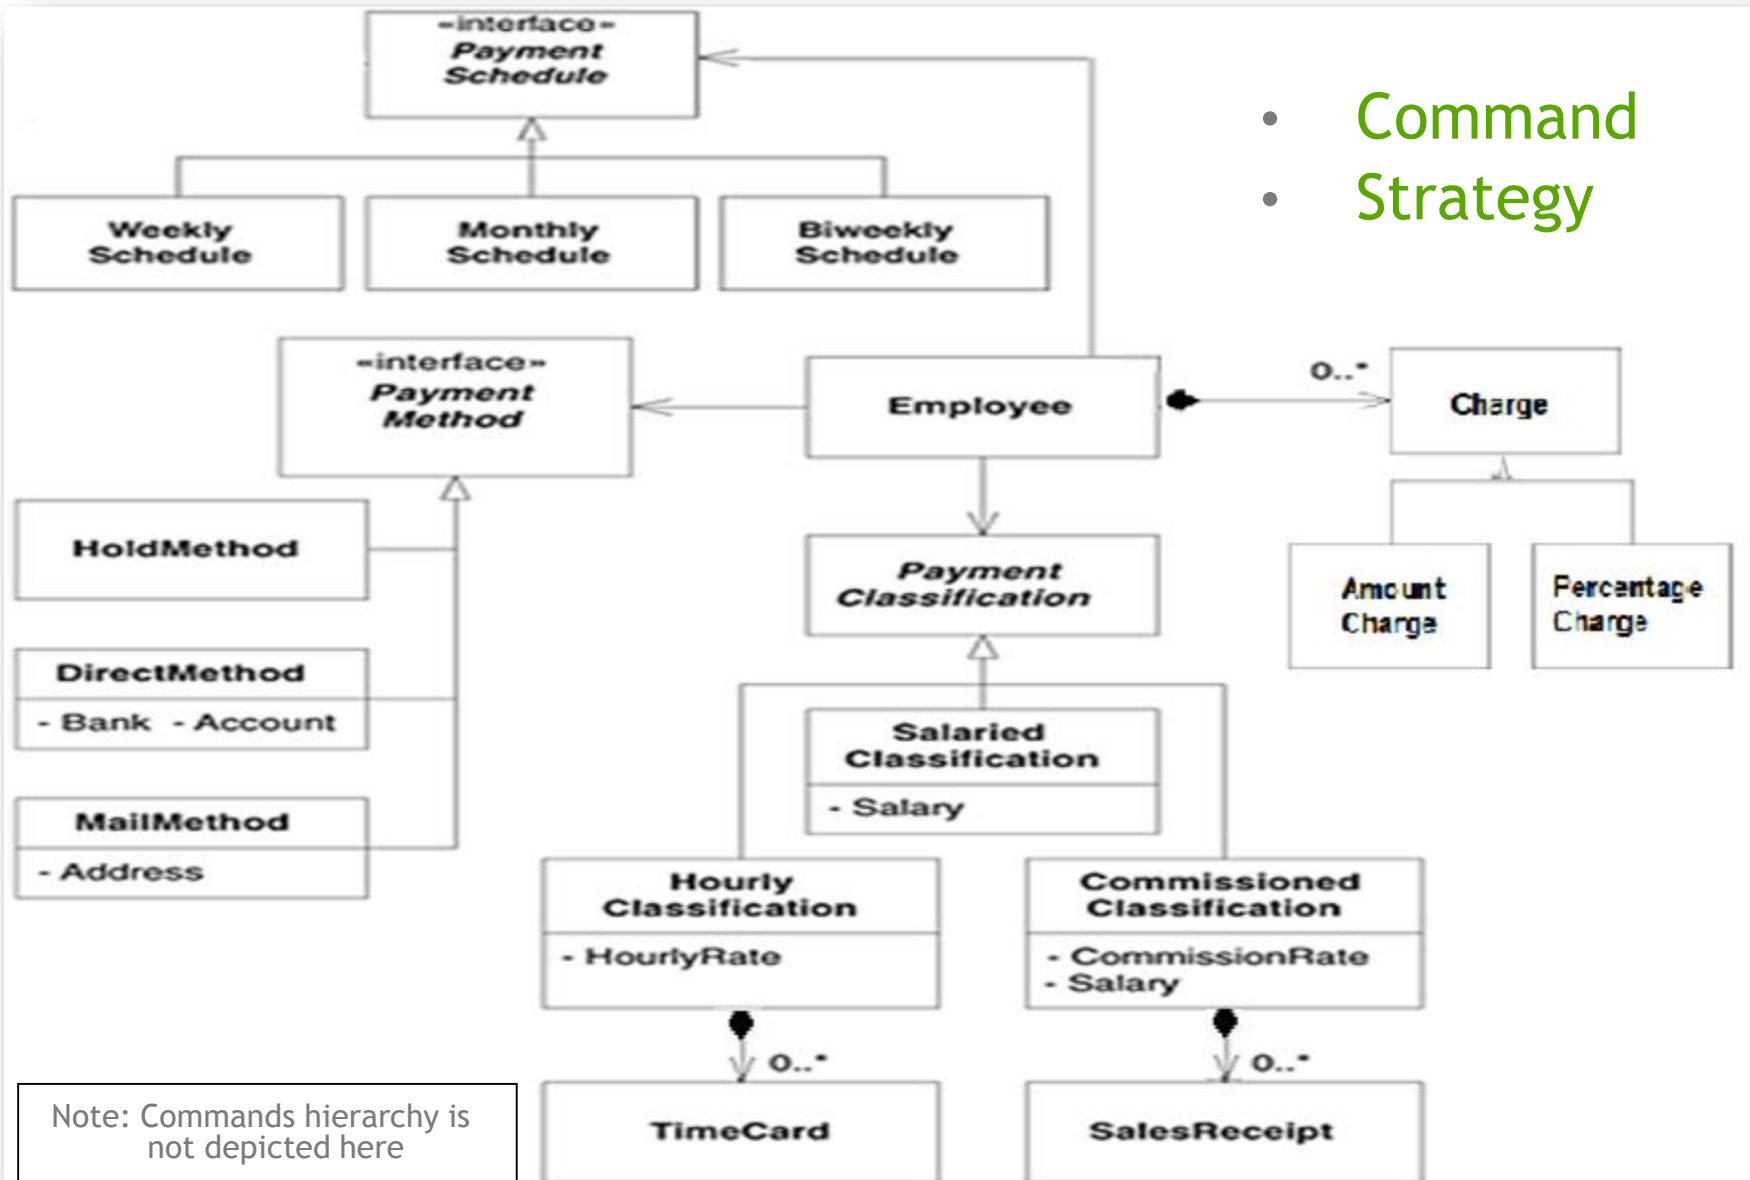 «interface»
Payment
Schedule
• Command
• Strategy
Weekly
Schedule
Monthly
Schedule
Biweekly
Schedule
«interface»
Payment
Method
Employee
0..*
Charge
HoldMethod
Payment
Classification
Amount
Charge
Percentage
Charge
DirectMethod
- Bank - Account
Salaried
Classification
- Salary
MailMethod
- Address
Hourly
Classification
- HourlyRate
Commissioned
Classification
- CommissionRate
- Salary
0..*
0..*
TimeCard
SalesReceipt
Note: Commands hierarchy is
not depicted here